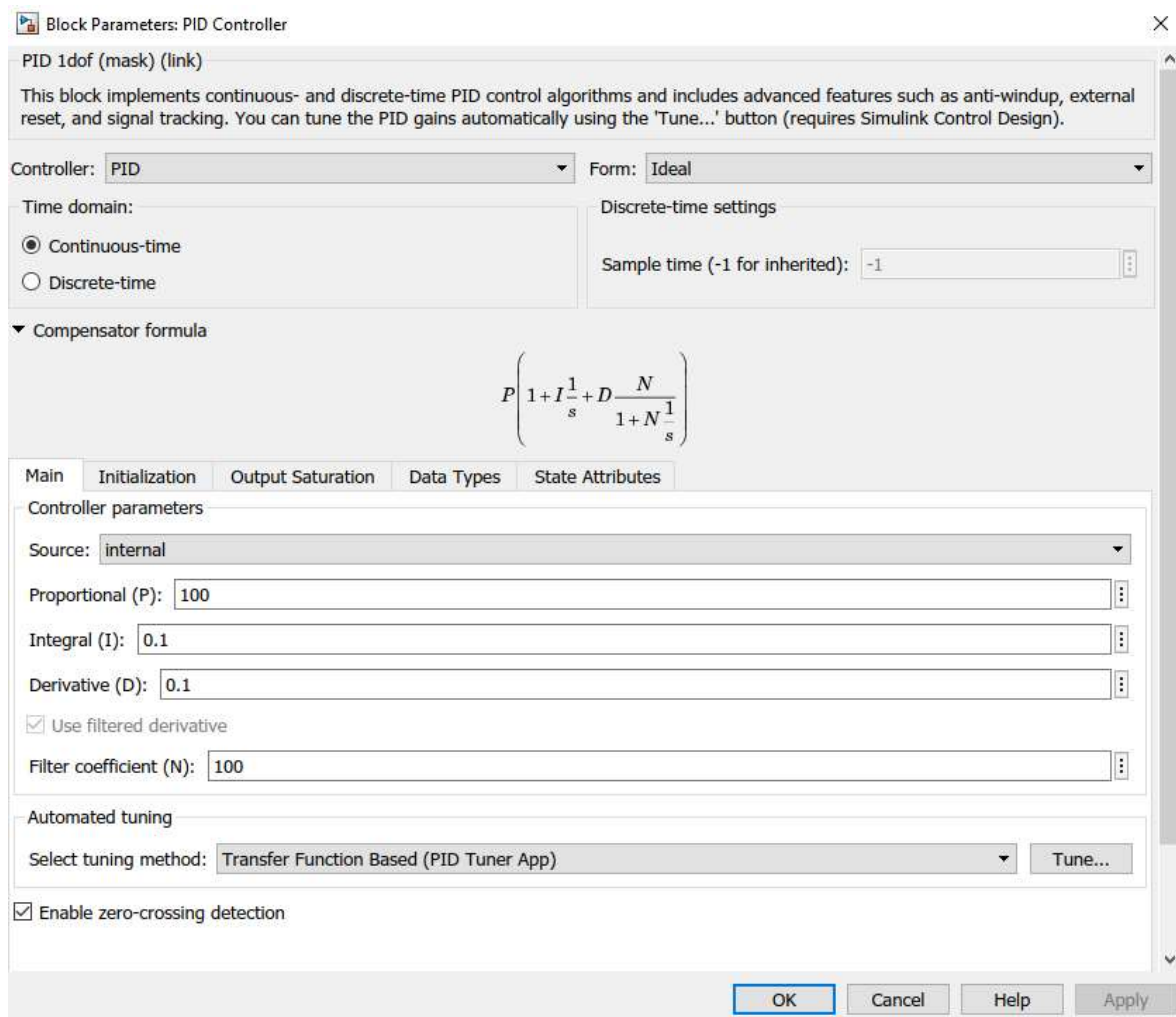 Block Parameters: PID Controller
PID 1dof (mask) (link)
This block implements continuous- and discrete-time PID control algorithms and includes advanced features such as anti-windup, external
reset, and signal tracking. You can tune the PID gains automatically using the 'Tune...' button (requires Simulink Control Design).
Controller: PID
Form: Ideal
Time domain:
Continuous-time
Discrete-time
Discrete-time settings
Sample time (-1 for inherited): -1
Compensator formula
P(1+I 1/s + D N/(1+N 1/s))
Main Initialization Output Saturation Data Types State Attributes
Controller parameters
Source: internal
Proportional (P): 100
Integral (I): 0.1
Derivative (D): 0.1
Use filtered derivative
Filter coefficient (N): 100
Automated tuning
Select tuning method: Transfer Function Based (PID Tuner App) Tune...
Enable zero-crossing detection
OK Cancel Help Apply